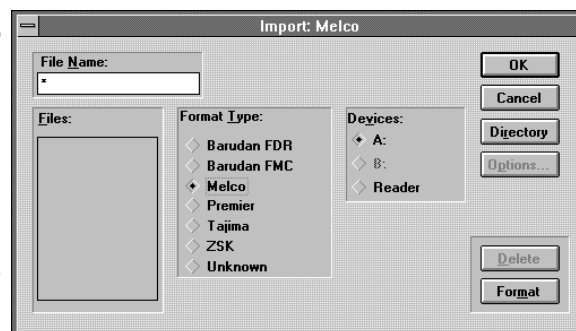 Import: Melco
File Name:
*
Files:
Format Type:
Barudan FDR
Barudan FMC
Melco
Premier
Tajima
ZSK
Unknown
Devices:
A:
B:
Reader
OK
Cancel
Directory
Options...
Delete
Format